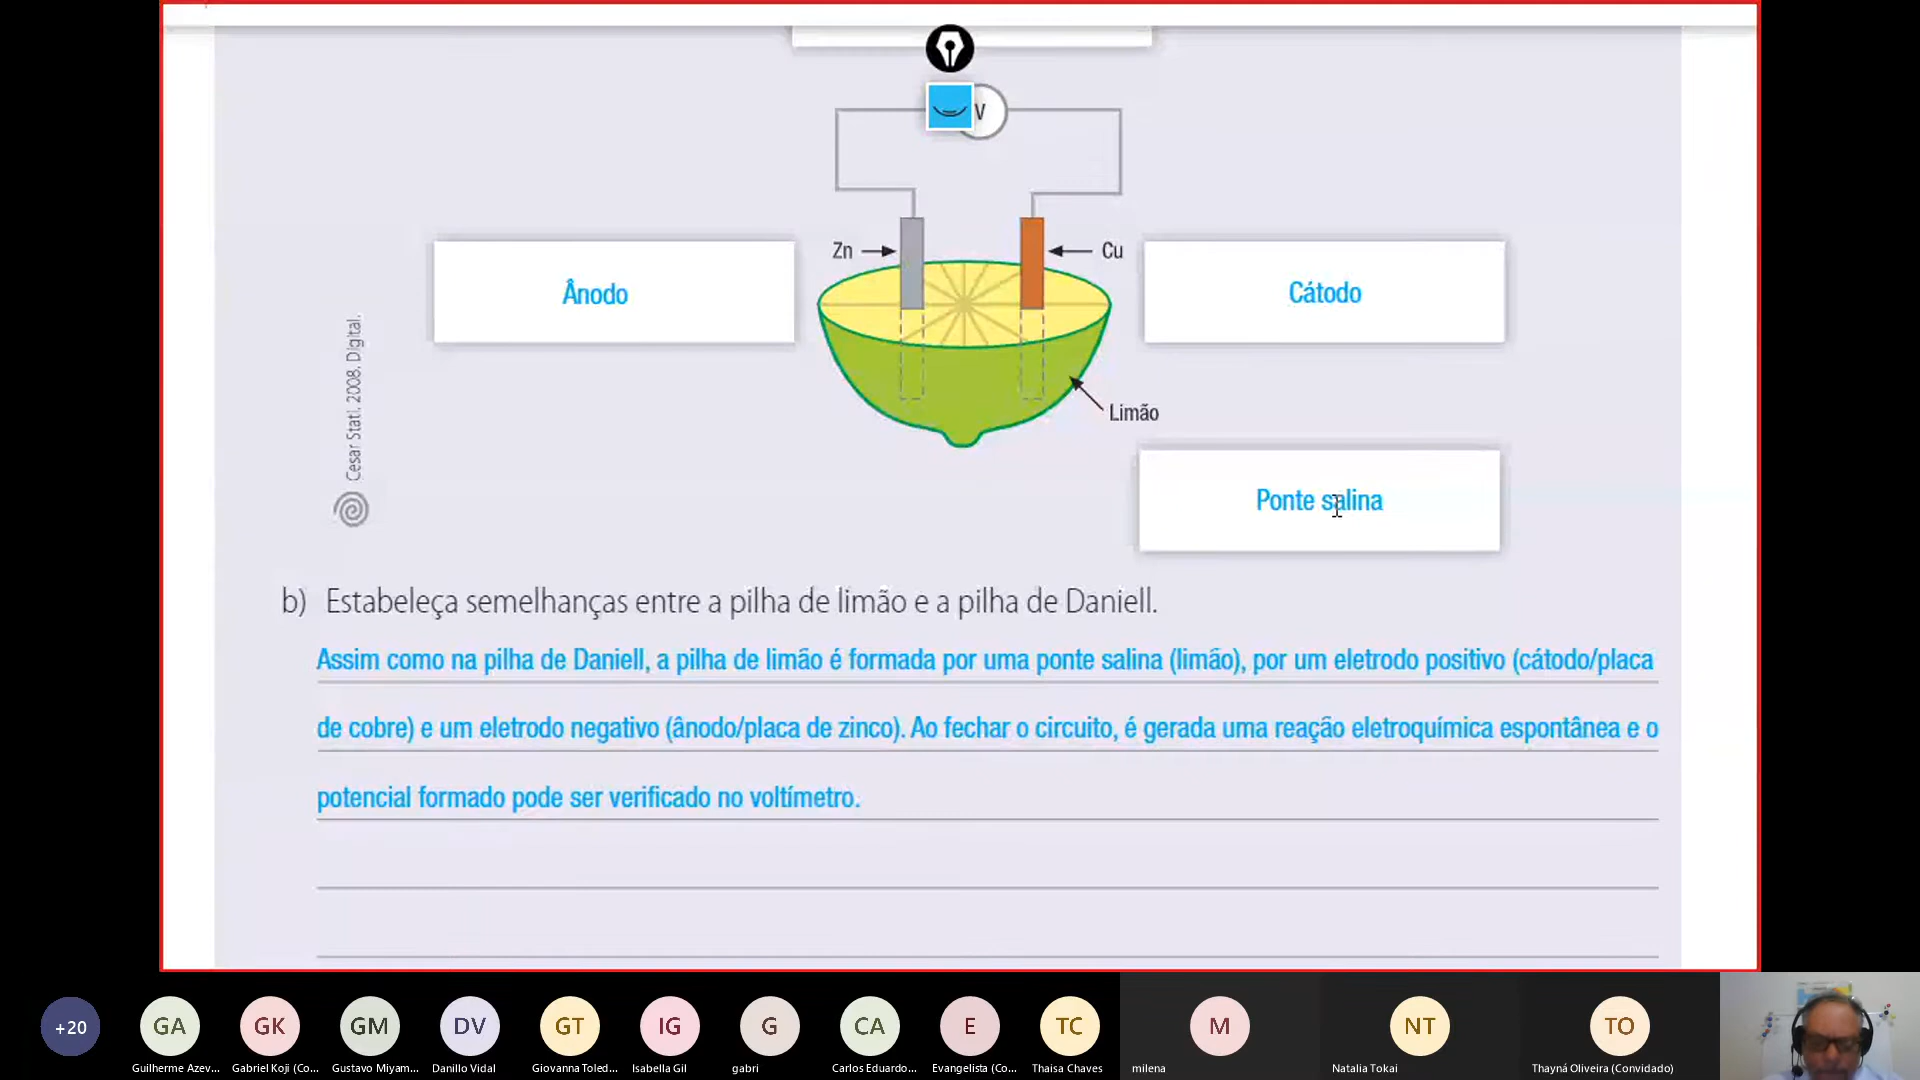 V
Zn
Cu
Ânodo
Cátodo
Cesar Stati. 2008. Digital.
Limão
Ponte salina
b) Estabeleça semelhanças entre a pilha de limão e a pilha de Daniell.
Assim como na pilha de Daniell, a pilha de limão é formada por uma ponte salina (limão), por um eletrodo positivo (cátodo/placa
de cobre) e um eletrodo negativo (ânodo/placa de zinco). Ao fechar o circuito, é gerada uma reação eletroquímica espontânea e o
potencial formado pode ser verificado no voltímetro.
+20
GA
GK
GM
DV
GT
IG
G
CA
E
TC
M
NT
TO
Guilherme Azev...
Gabriel Koji (Co...
Gustavo Miyam...
Danillo Vidal
Giovanna Toled...
Isabella Gil
gabri
Carlos Eduardo...
Evangelista (Co...
Thaisa Chaves
milena
Natalia Tokai
Thayná Oliveira (Convidado)